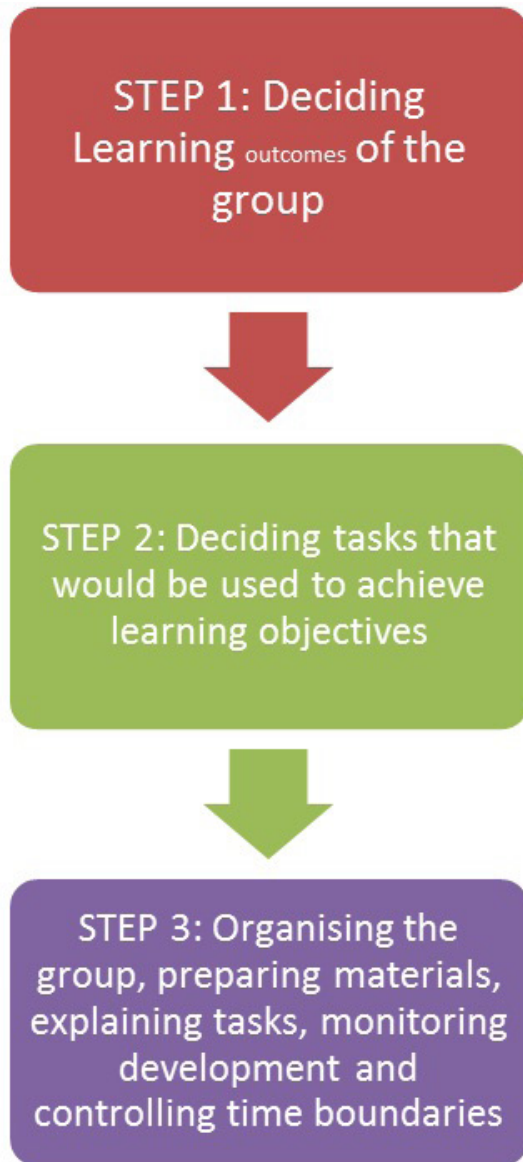 STEP 1: Deciding
Learning outcomes of the
group
STEP 2: Deciding tasks that
would be used to achieve
learning objectives
STEP 3: Organising the
group, preparing materials,
explaining tasks, monitoring
development and
controlling time boundaries